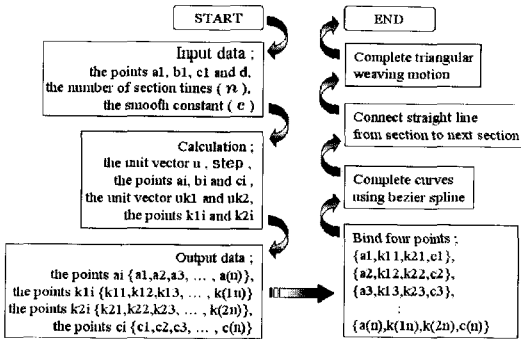 START
Input data ;
the points a1, b1, c1 and d,
the number of section times ( n ),
the smooth constant ( c )
Calculation ;
the unit vector u , step ,
the points ai, bi and ci ,
the unit vector uk1 and uk2,
the points k1i and k2i
Output data ;
the points ai {a1,a2,a3, … , a(n)},
the points k1i {k11,k12,k13, … , k(1n)}
the points k2i {k21,k22,k23, … , k(2n)},
the points ci {c1,c2,c3, … , c(n)}
END
Complete triangular
weaving motion
Connect straight line
from section to next section
Complete curves
using bezier spline
Bind four points ;
{a1,k11,k21,c1},
{a2,k12,k22,c2},
{a3,k13,k23,c3},
:
{a(n),k(1n),k(2n),c(n)}